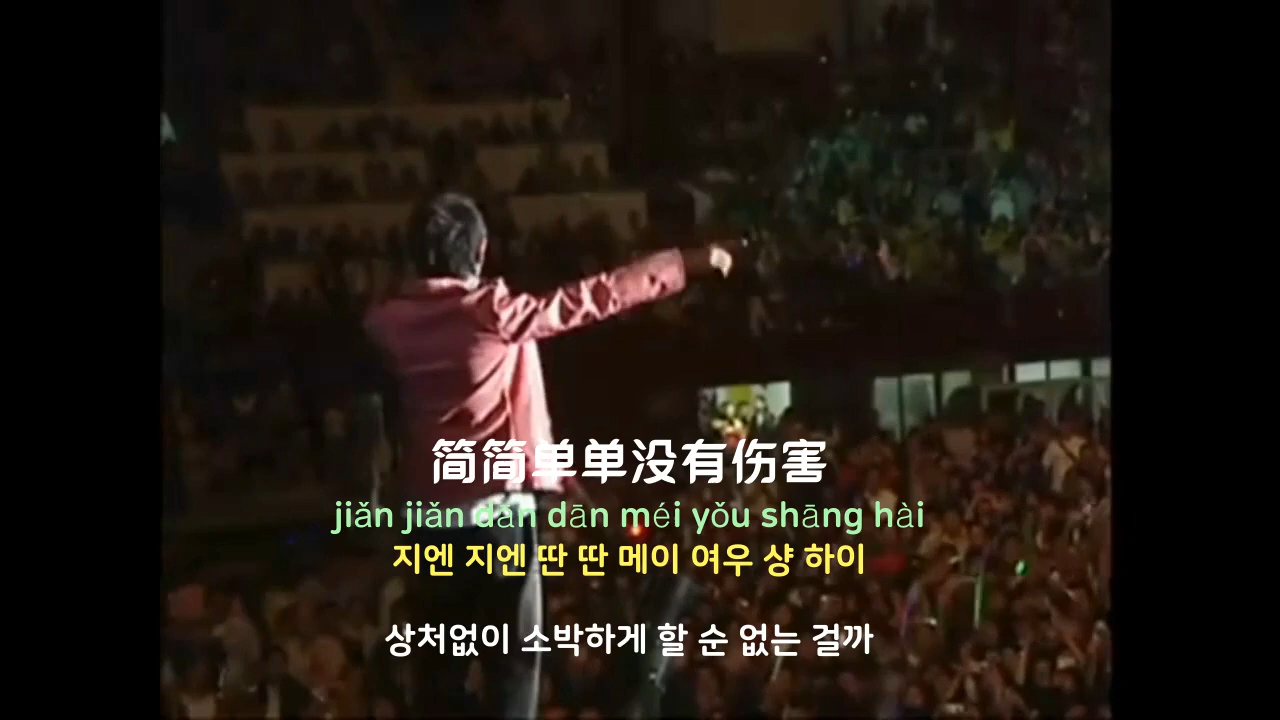 简简单单没有伤害
jiǎn jiǎn dān dān méi yǒu shāng hài
지엔 지엔 딴 딴 메이 여우 샹 하이
상처없이 소박하게 할 순 없는 걸까